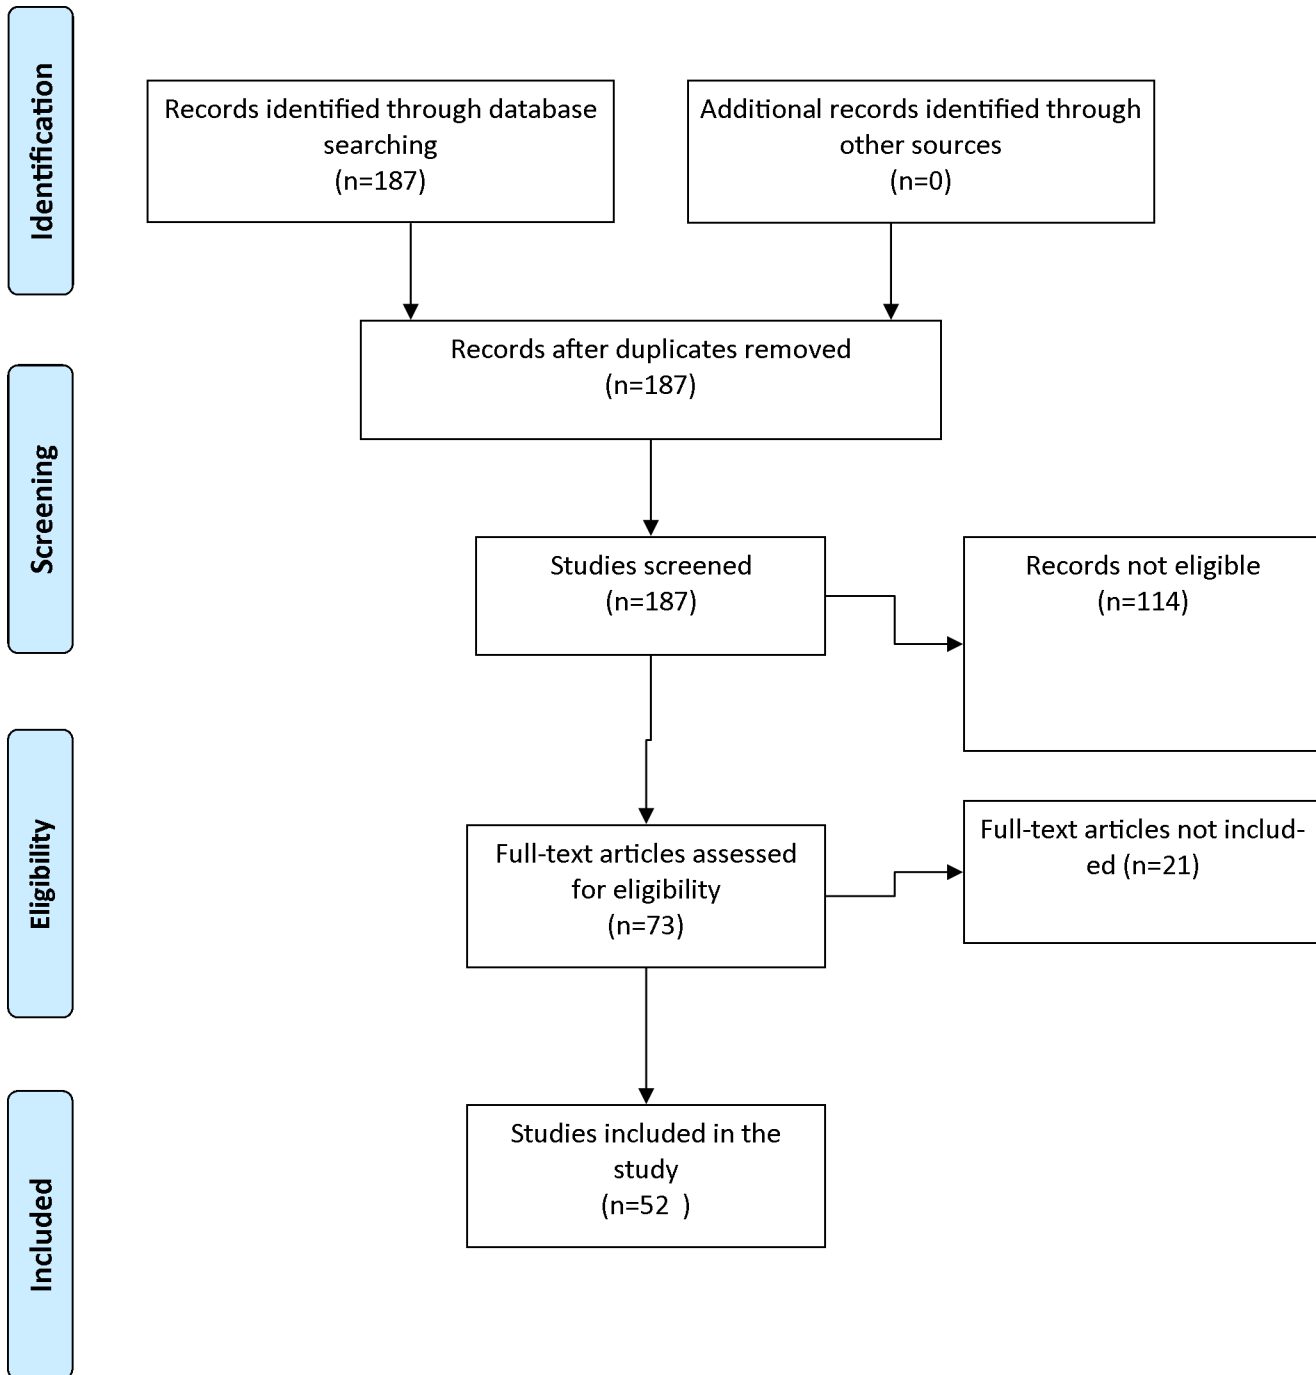 Identification
Records identified through database
searching
(n=187)
Additional records identified through
other sources
(n=0)
Records after duplicates removed
(n=187)
Screening
Studies screened
(n=187)
Records not eligible
(n=114)
Eligibility
Full-text articles assessed
for eligibility
(n=73)
Full-text articles not includ-
ed (n=21)
Included
Studies included in the
study
(n=52  )